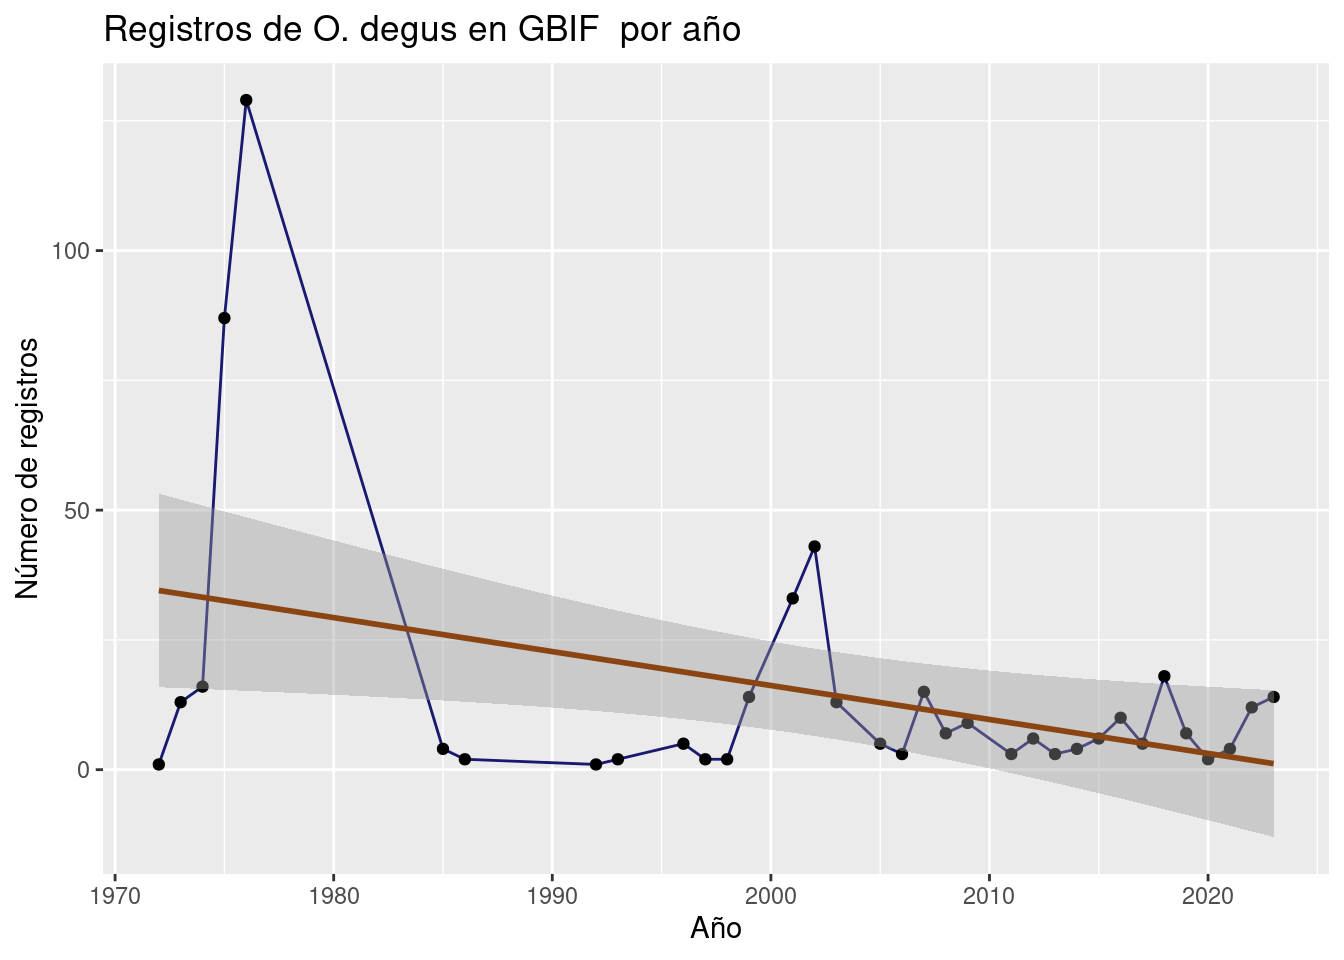 Registros de O. degus en GBIF  por año
Número de registros
100
50
0
1970 1980 1990 2000 2010 2020
Año